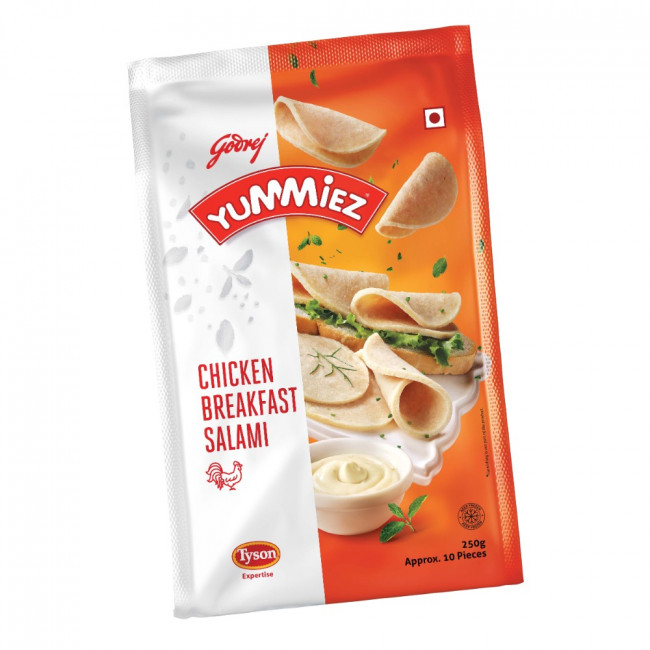 Godrej
YUMMiEZ
CHICKEN
BREAKFAST
SALAMI
Tyson
Expertise
250g
Approx. 10 Pieces